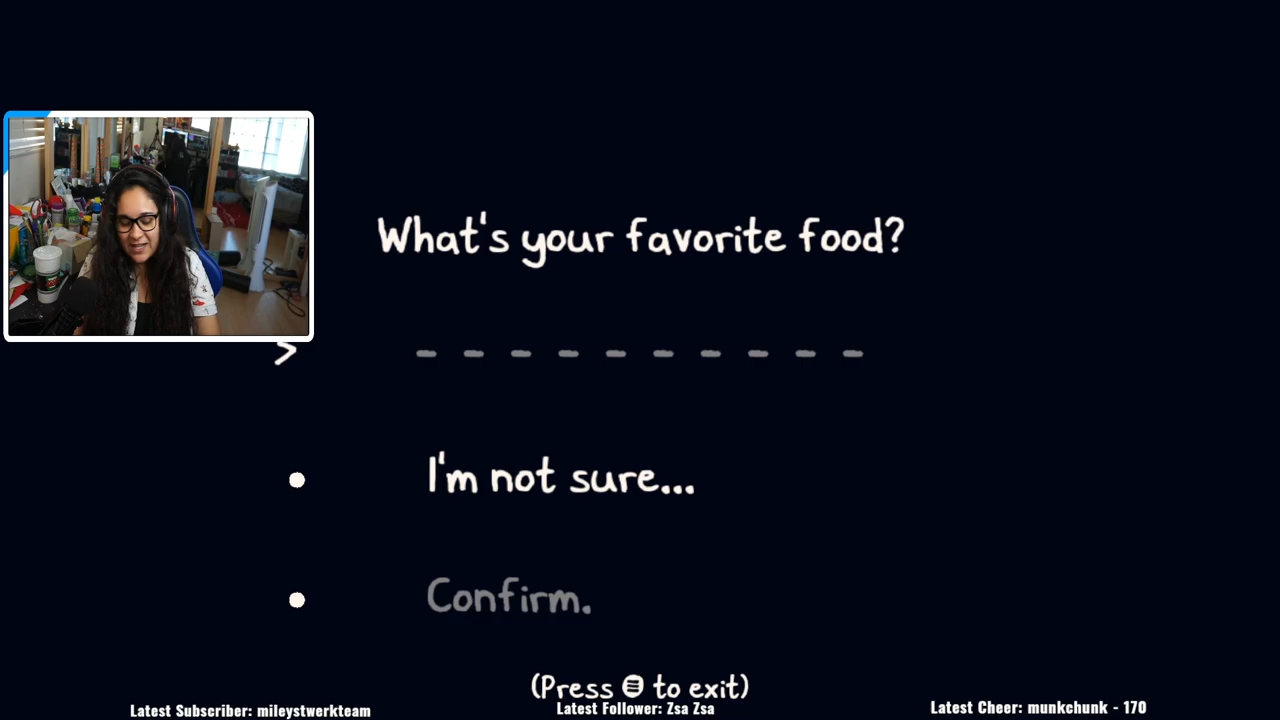 What's your favorite food?
> _ _ _ _ _ _ _ _ _ _
• I'm not sure...
• Confirm.
(Press to exit)
Latest Subscriber: mileystwerkteam
Latest Follower: Zsa Zsa
Latest Cheer: munkchunk - 170